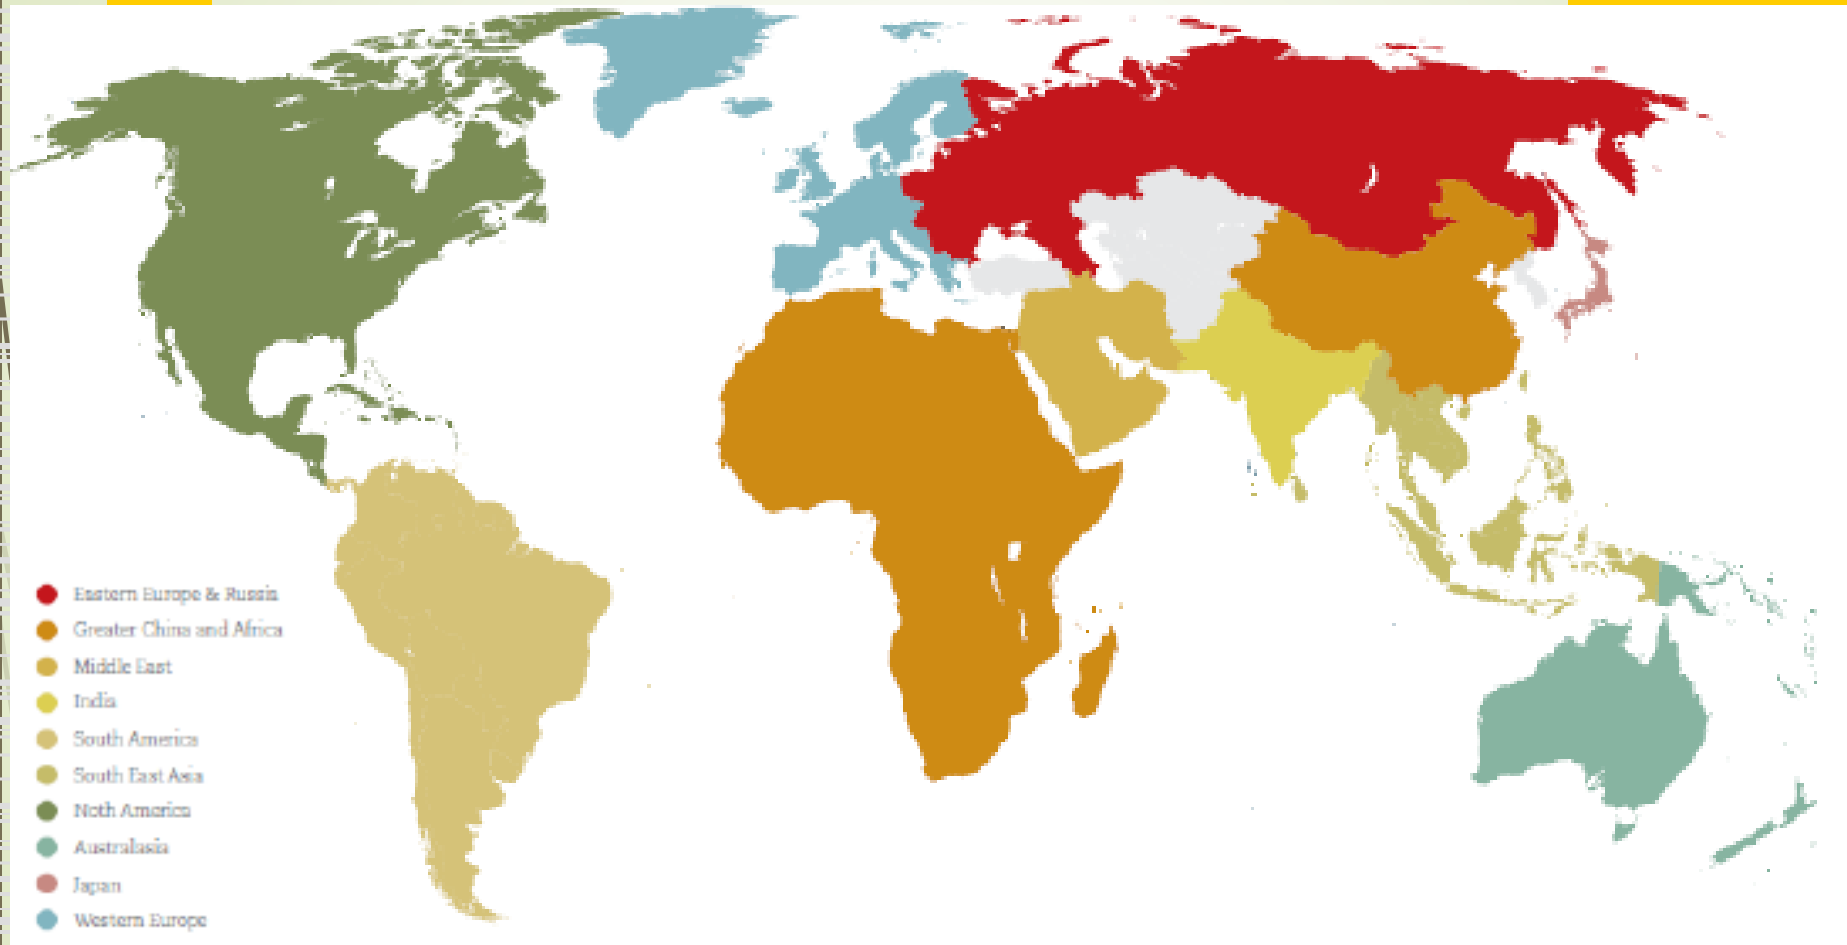 Eastern Europe & Russia
Greater China and Africa
Middle East
India
South America
South East Asia
Noth America
Australasia
Japan
Western Europe